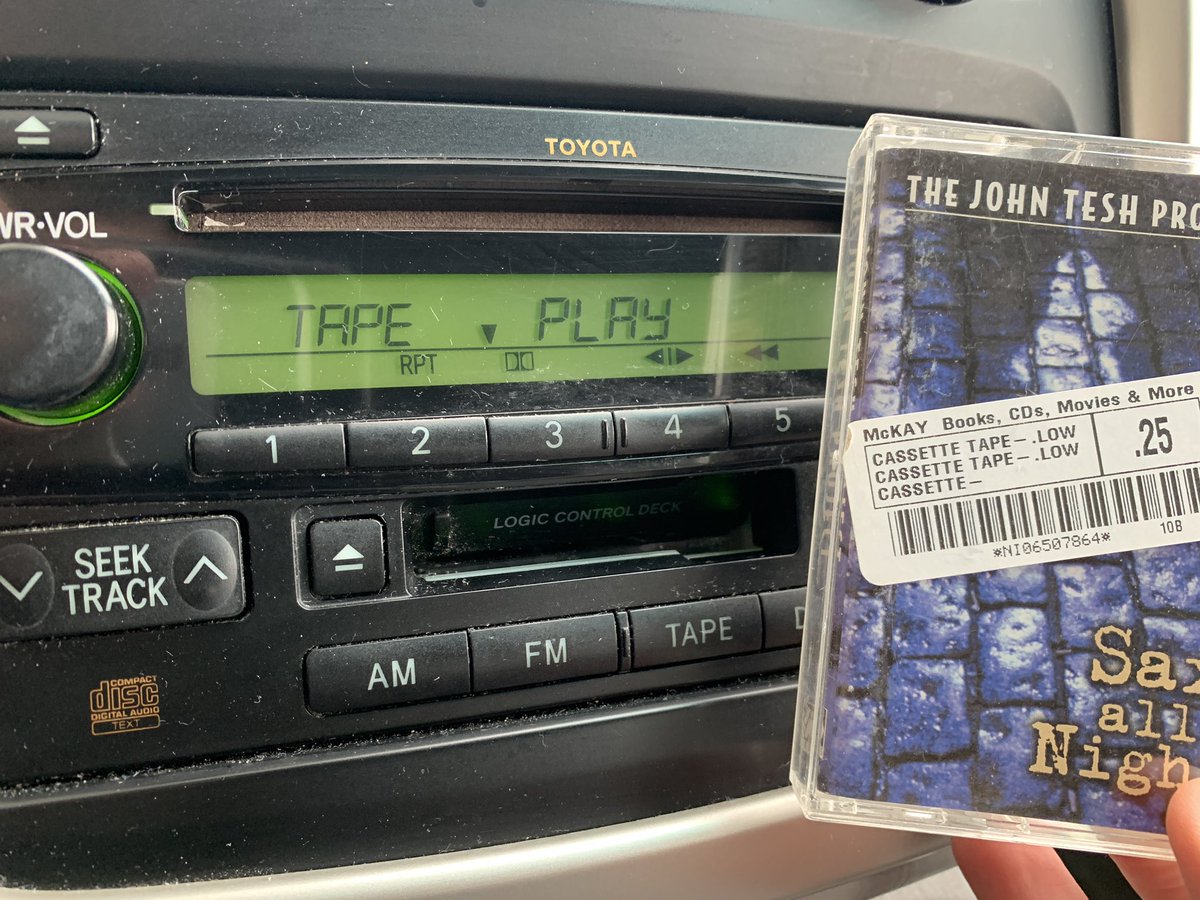 TOYOTA
WR·VOL
TAPE PLAY
RPT
1 2 3 4 5
LOGIC CONTROL DECK
SEEK
TRACK
AM FM TAPE D
COMPACT
disc
DIGITAL AUDIO
TEXT
THE JOHN TESH PRO
McKAY Books, CDs, Movies & More
CASSETTE TAPE- .LOW
CASSETTE TAPE- .LOW
CASSETTE-
.25
*NI06507864*
10B
Sa
all
Nigh